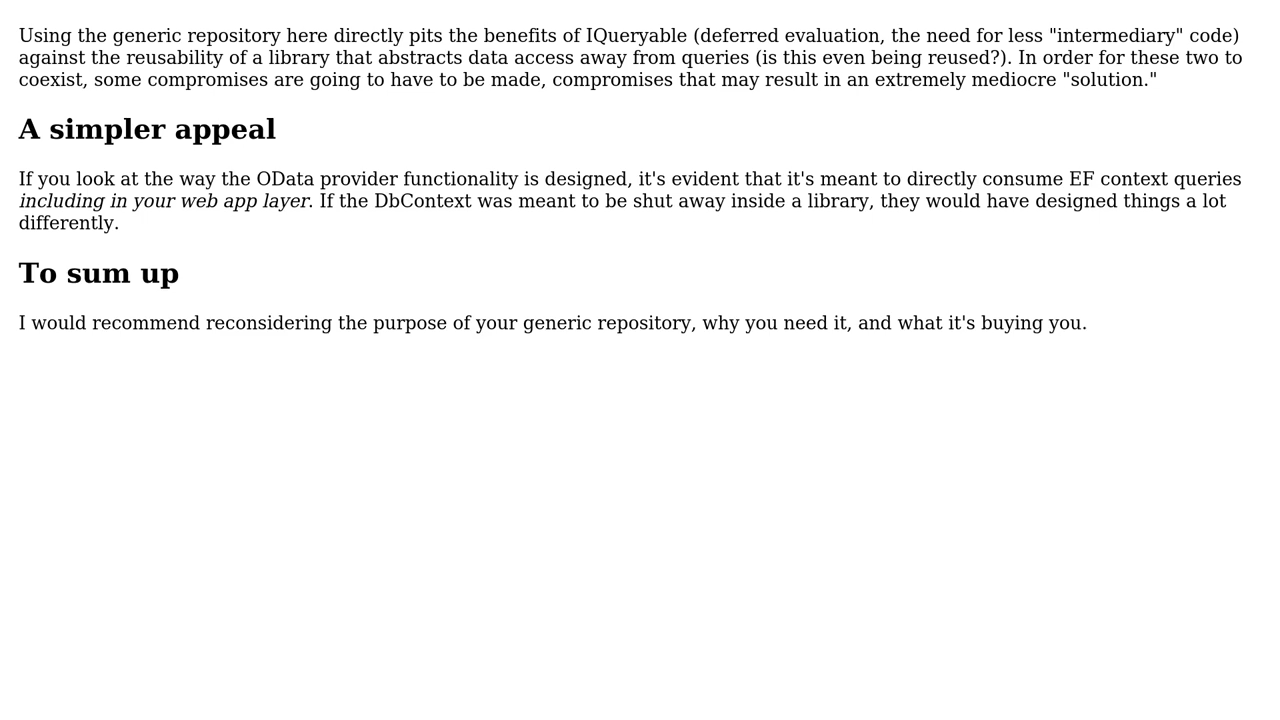 Using the generic repository here directly pits the benefits of IQueryable (deferred evaluation, the need for less "intermediary" code)
against the reusability of a library that abstracts data access away from queries (is this even being reused?). In order for these two to
coexist, some compromises are going to have to be made, compromises that may result in an extremely mediocre "solution."
A simpler appeal
If you look at the way the OData provider functionality is designed, it's evident that it's meant to directly consume EF context queries
including in your web app layer. If the DbContext was meant to be shut away inside a library, they would have designed things a lot
differently.
To sum up
I would recommend reconsidering the purpose of your generic repository, why you need it, and what it's buying you.